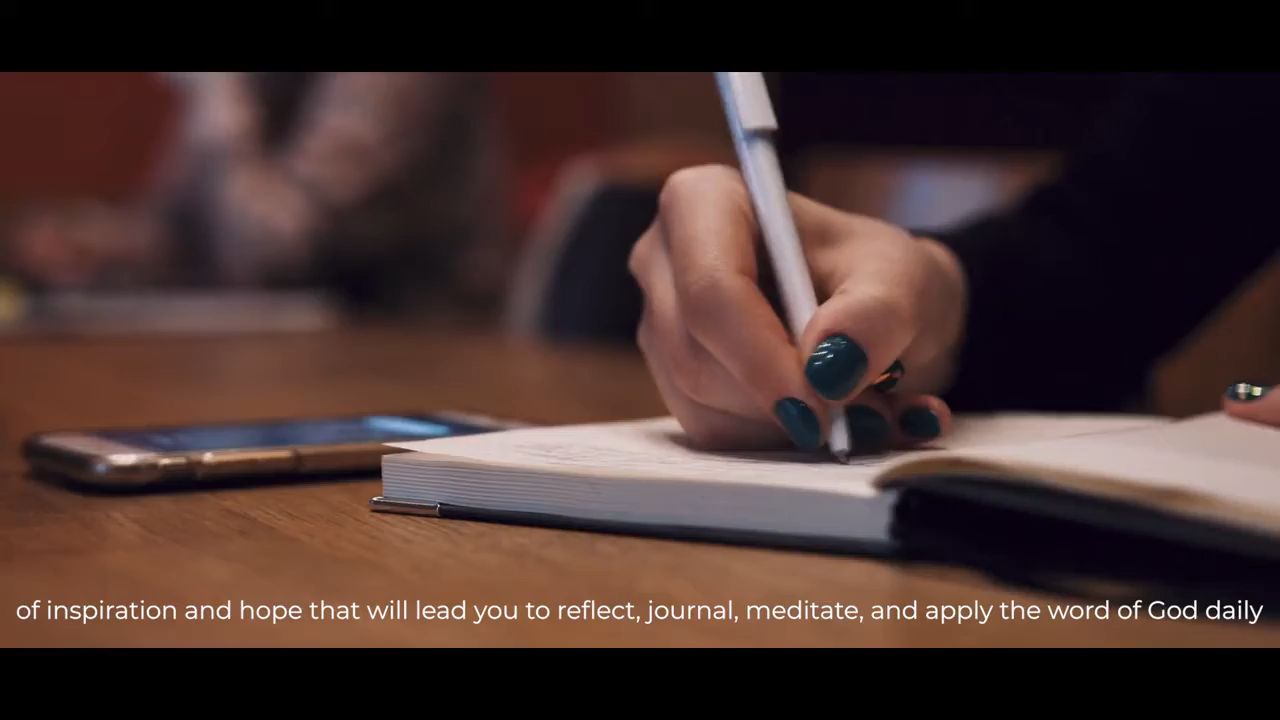 of inspiration and hope that will lead you to reflect, journal, meditate, and apply the word of God daily